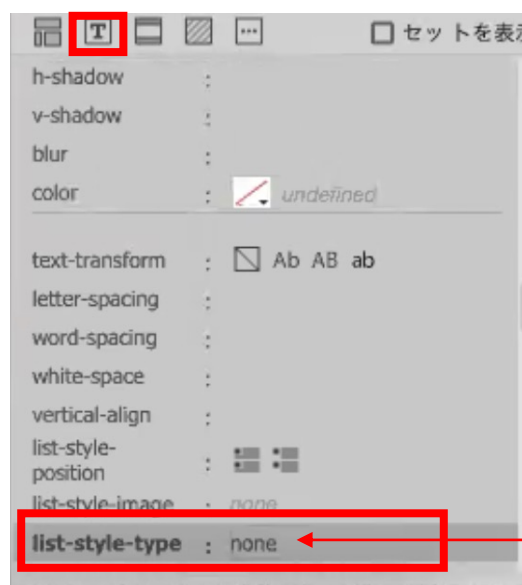 T
セットを表示
h-shadow :
v-shadow :
blur :
color : undefined
text-transform : Ab AB ab
letter-spacing :
word-spacing :
white-space :
vertical-align :
list-style-
position :
list-style-image : none
list-style-type : none